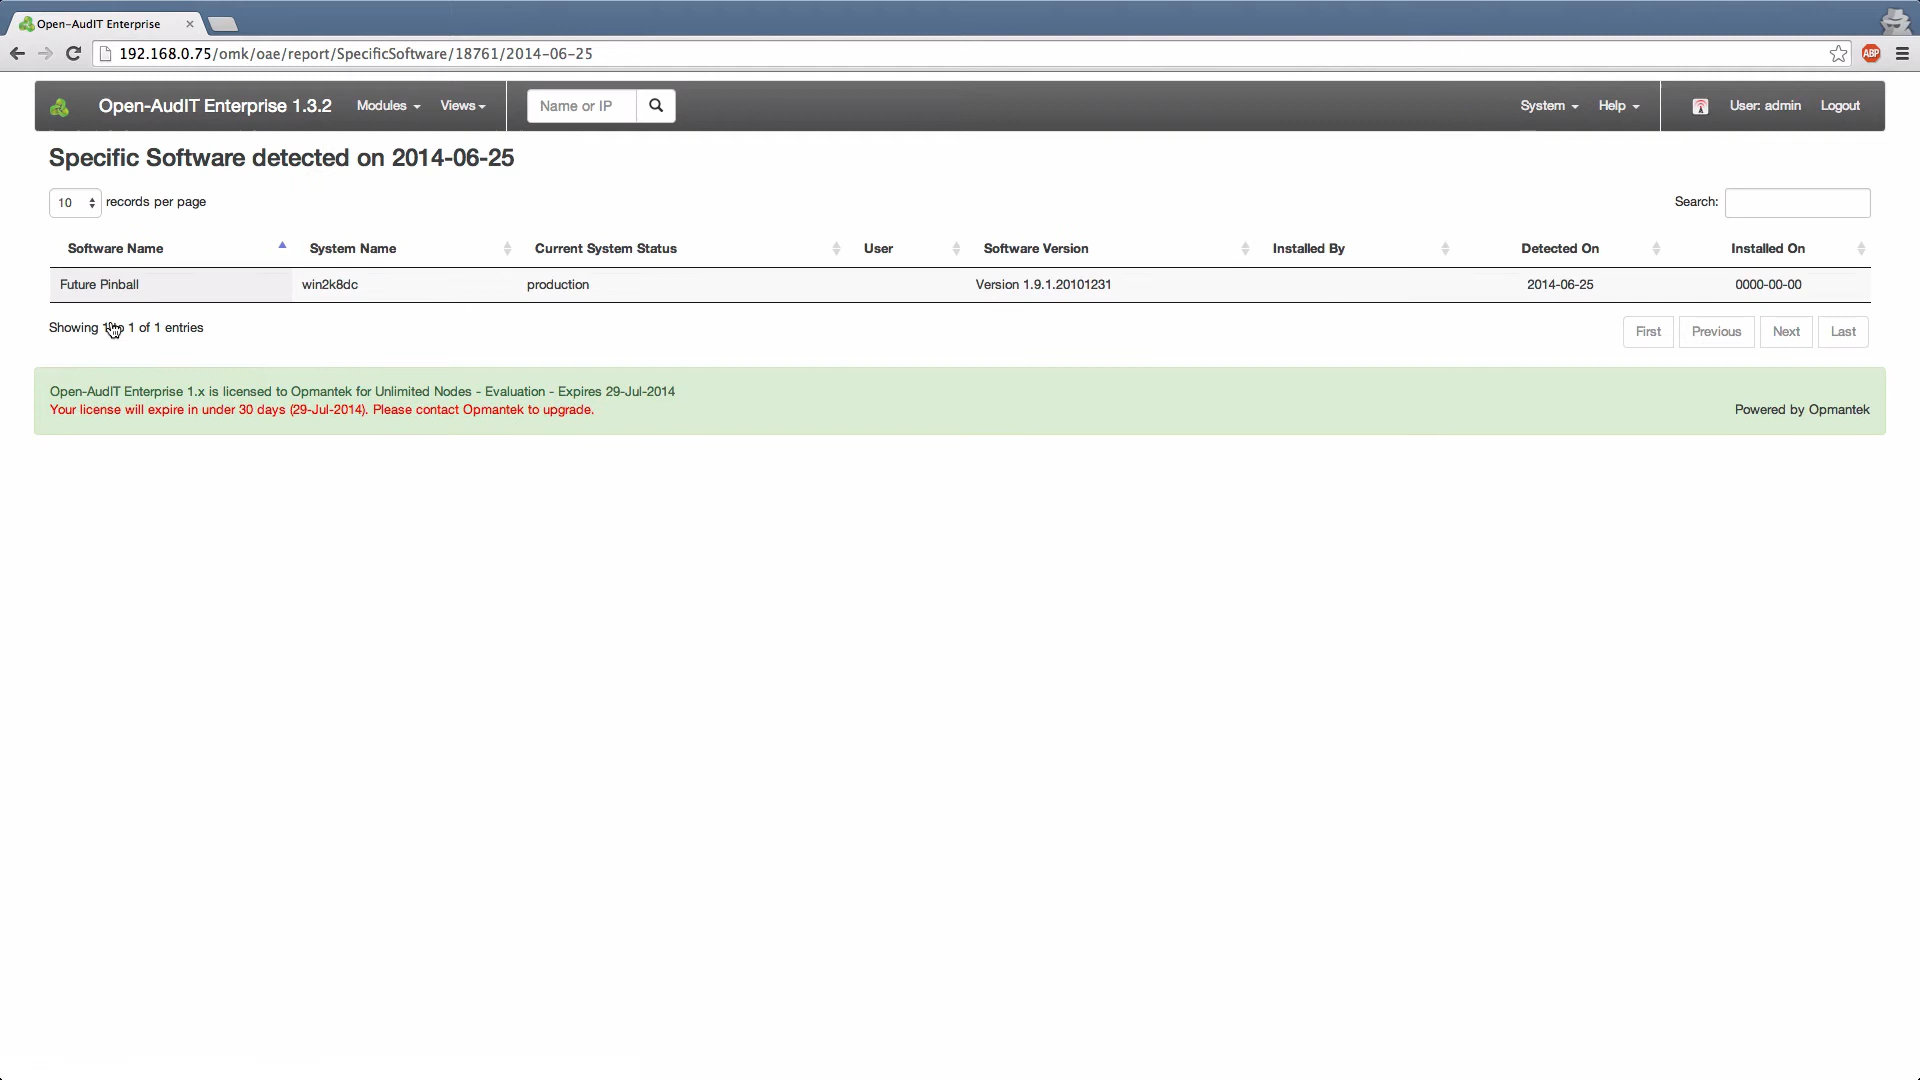 Open-AudIT Enterprise
192.168.0.75/omk/oae/report/SpecificSoftware/18761/2014-06-25
ABP
Open-AudIT Enterprise 1.3.2 Modules Views Name or IP System Help User: admin Logout
Specific Software detected on 2014-06-25
10 records per page Search:
Software Name System Name Current System Status User Software Version Installed By Detected On Installed On
Future Pinball win2k8dc production Version 1.9.1.20101231 2014-06-25 0000-00-00
Showing 1 1 of 1 entries First Previous Next Last
Open-AudIT Enterprise 1.x is licensed to Opmantek for Unlimited Nodes - Evaluation - Expires 29-Jul-2014
Your license will expire in under 30 days (29-Jul-2014). Please contact Opmantek to upgrade. Powered by Opmantek